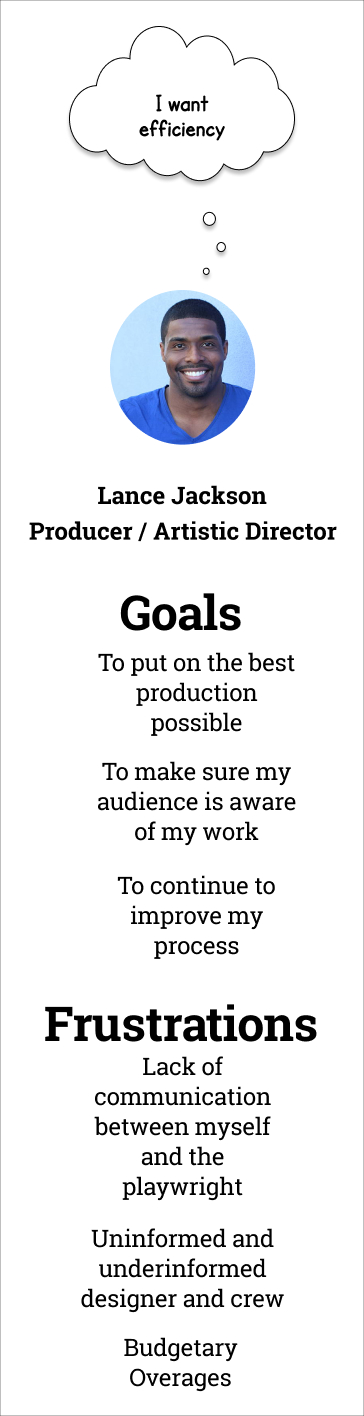 I want
efficiency
Lance Jackson
Producer / Artistic Director
Goals
To put on the best
production
possible
To make sure my
audience is aware
of my work
To continue to
improve my
process
Frustrations
Lack of
communication
between myself
and the
playwright
Uninformed and
underinformed
designer and crew
Budgetary
Overages